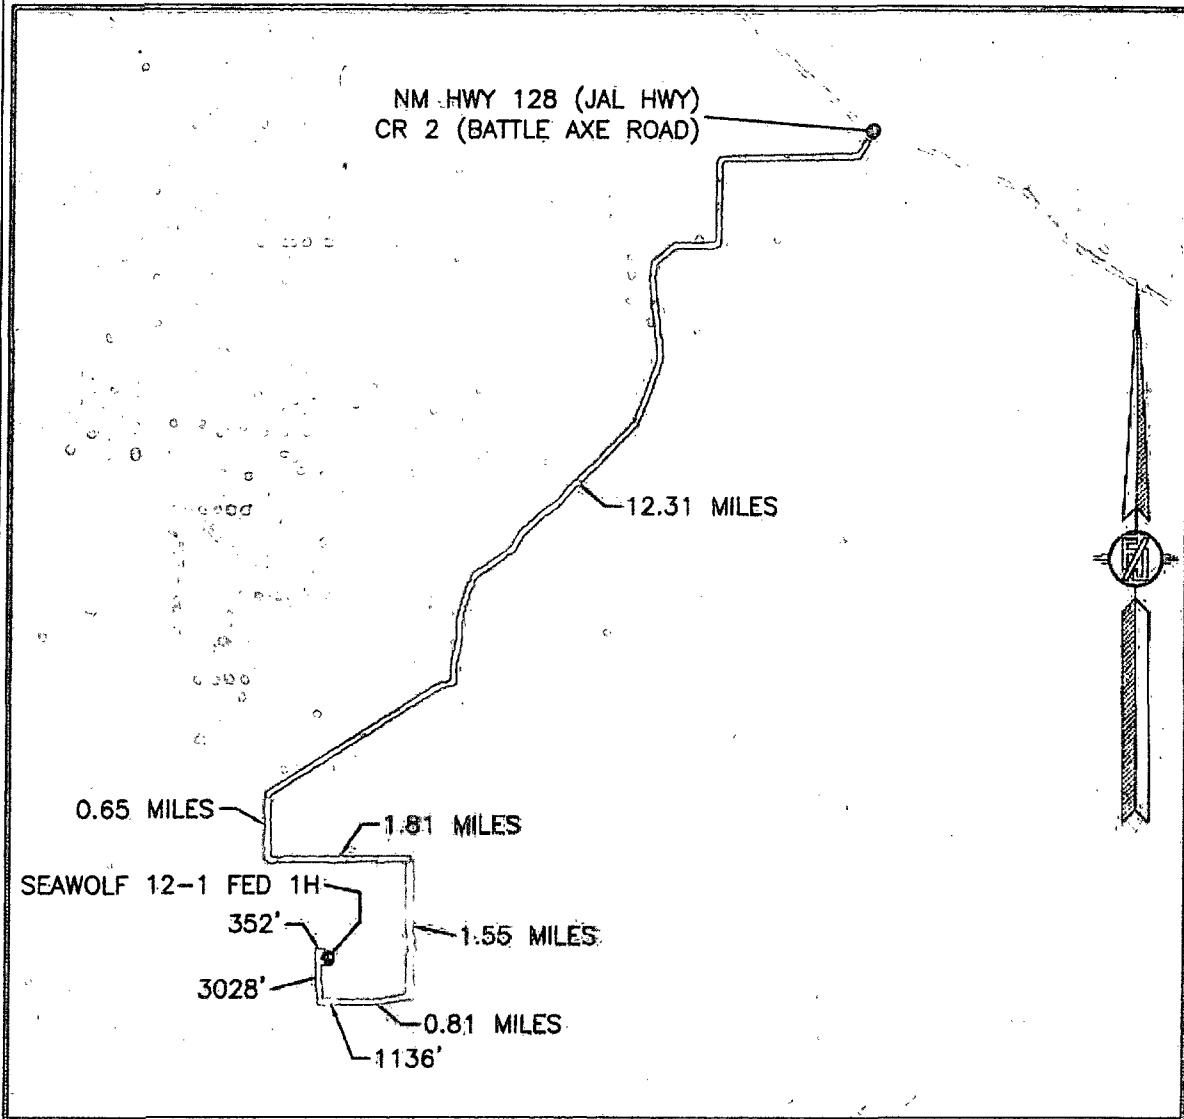 NM HWY 128 (JAL HWY)
CR 2 (BATTLE AXE ROAD)
12.31 MILES
0.65 MILES
1.81 MILES
SEAWOLF 12-1 FED 1H
352'
1.55 MILES
3028'
0.81 MILES
1136'